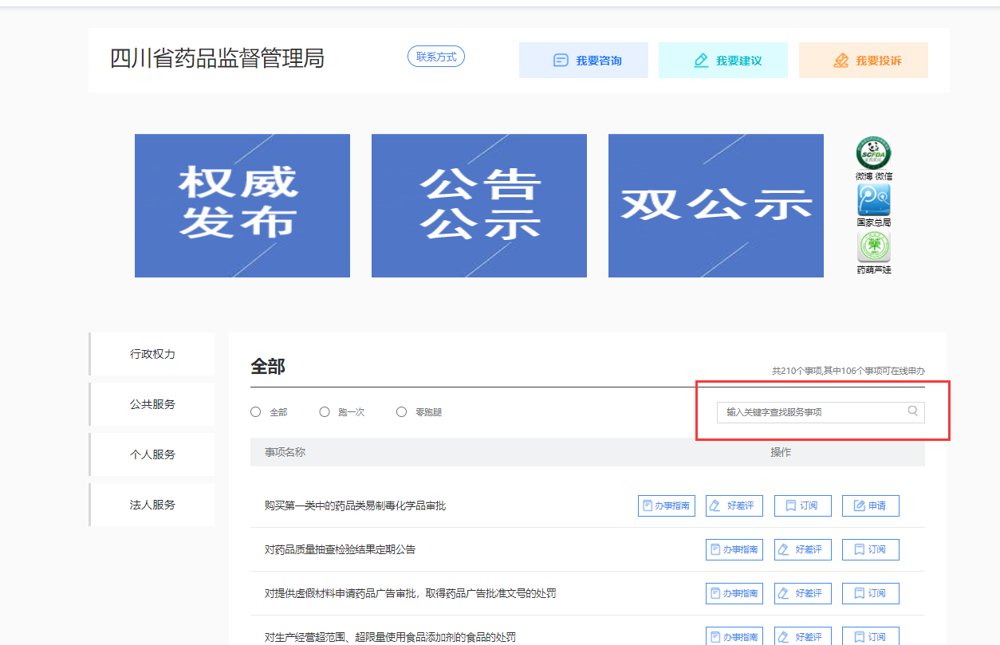 四川省药品监督管理局
联系方式
我要咨询
我要建议
我要投诉
权威
发布
公告
公示
双公示
SCFDA
微博 微信
国家总局
药葫芦娃
行政权力
公共服务
个人服务
法人服务
全部
共210个事项,其中106个事项可在线申办
全部
跑一次
零跑腿
输入关键字查找服务事项
事项名称
操作
购买第一类中的药品类易制毒化学品审批
办事指南
好差评
订阅
申请
对药品质量抽查检验结果定期公告
办事指南
好差评
订阅
对提供虚假材料申请药品广告审批，取得药品广告批准文号的处罚
办事指南
好差评
订阅
对生产经营超范围、超限量使用食品添加剂的食品的处罚
办事指南
好差评
订阅